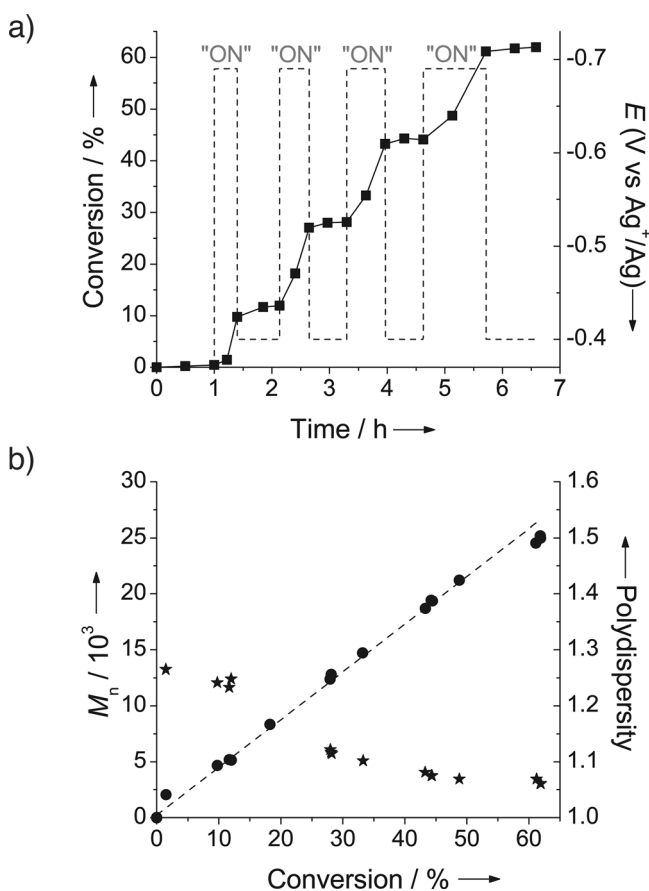 a)
"ON" "ON" "ON" "ON"
60
50
40
30
20
10
0
Conversion / %
-0.7
-0.6
-0.5
-0.4
E (V vs Ag⁺/Ag)
0 1 2 3 4 5 6 7
Time / h
b)
30
25
20
15
10
5
0
Mₙ / 10³
1.6
1.5
1.4
1.3
1.2
1.1
1.0
Polydispersity
0 10 20 30 40 50 60
Conversion / %